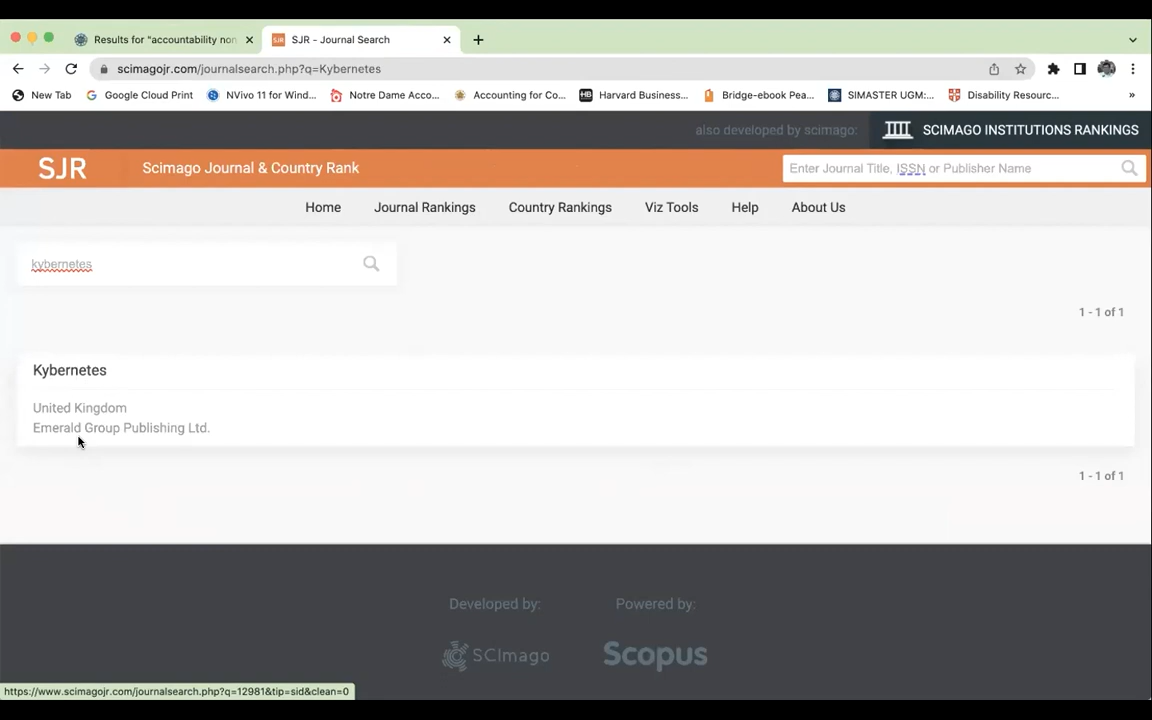 Results for “accountability non
SJR - Journal Search
scimagojr.com/journalsearch.php?q=Kybernetes
New Tab
Google Cloud Print
NVivo 11 for Wind...
Notre Dame Acco...
Accounting for Co...
Harvard Business...
Bridge-ebook Pea...
SIMASTER UGM:...
Disability Resourc...
»
also developed by scimago:
SCIMAGO INSTITUTIONS RANKINGS
SJR
Scimago Journal & Country Rank
Enter Journal Title, ISSN or Publisher Name
Home
Journal Rankings
Country Rankings
Viz Tools
Help
About Us
kybernetes
1 - 1 of 1
Kybernetes
United Kingdom
Emerald Group Publishing Ltd.
1 - 1 of 1
Developed by:
Powered by:
SCImago
Scopus
https://www.scimagojr.com/journalsearch.php?q=12981&tip=sid&clean=0